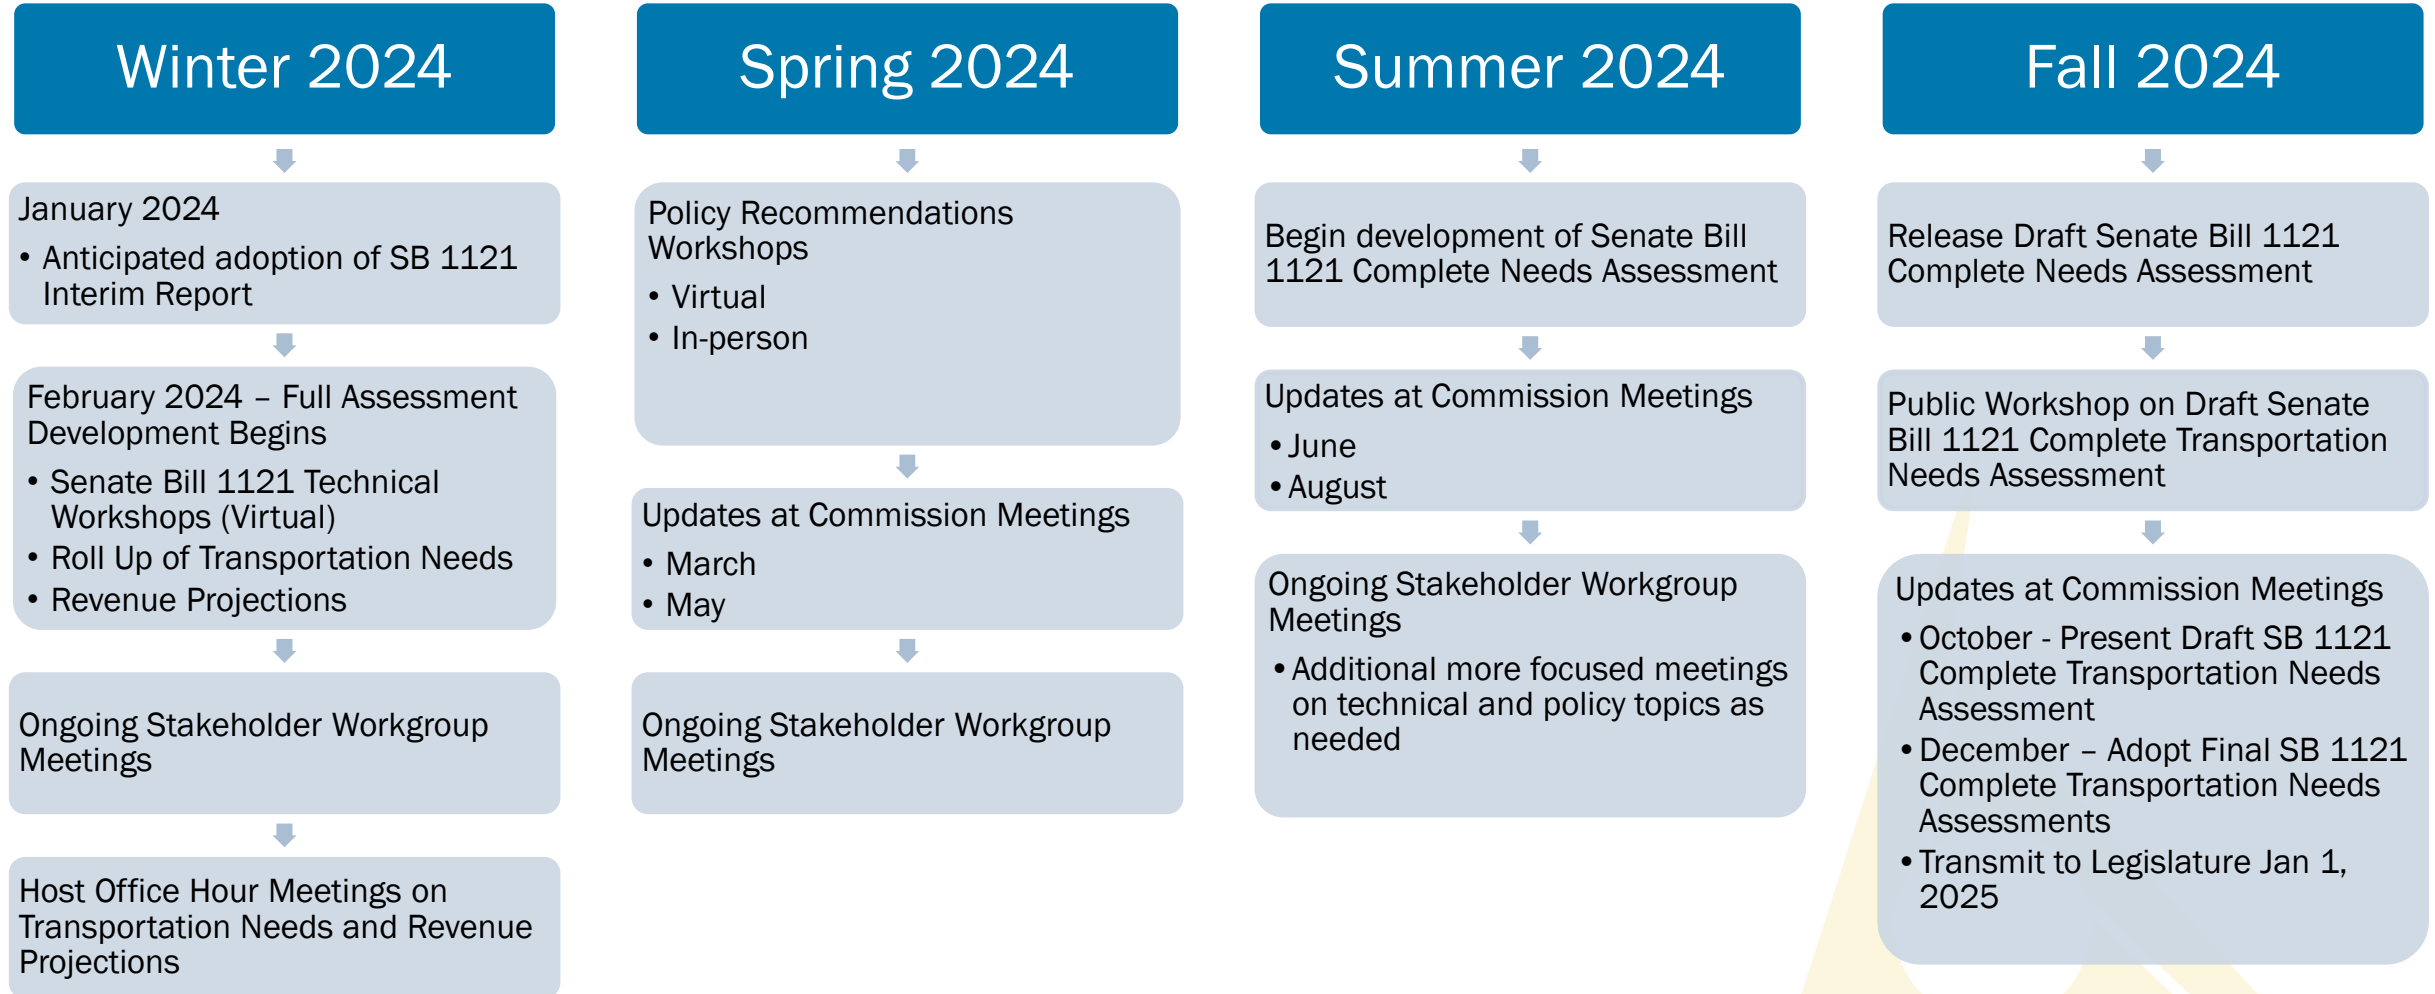 Winter 2024
January 2024
• Anticipated adoption of SB 1121
Interim Report
February 2024 – Full Assessment
Development Begins
• Senate Bill 1121 Technical
Workshops (Virtual)
• Roll Up of Transportation Needs
• Revenue Projections
Ongoing Stakeholder Workgroup
Meetings
Host Office Hour Meetings on
Transportation Needs and Revenue
Projections
Spring 2024
Policy Recommendations
Workshops
• Virtual
• In-person
Updates at Commission Meetings
• March
• May
Ongoing Stakeholder Workgroup
Meetings
Summer 2024
Begin development of Senate Bill
1121 Complete Needs Assessment
Updates at Commission Meetings
• June
• August
Ongoing Stakeholder Workgroup
Meetings
• Additional more focused meetings
on technical and policy topics as
needed
Fall 2024
Release Draft Senate Bill 1121
Complete Needs Assessment
Public Workshop on Draft Senate
Bill 1121 Complete Transportation
Needs Assessment
Updates at Commission Meetings
• October - Present Draft SB 1121
Complete Transportation Needs
Assessment
• December – Adopt Final SB 1121
Complete Transportation Needs
Assessments
• Transmit to Legislature Jan 1,
2025